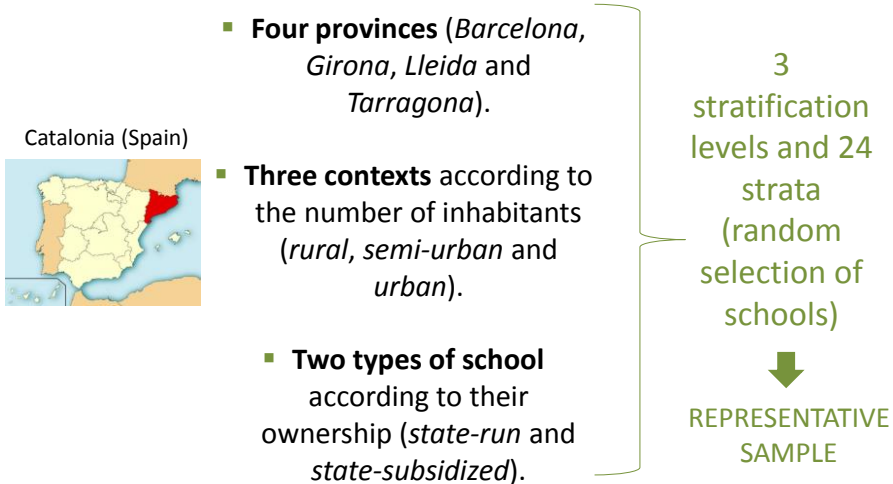 Catalonia (Spain)
▪ Four provinces (Barcelona,
Girona, Lleida and
Tarragona).
▪ Three contexts according to
the number of inhabitants
(rural, semi-urban and
urban).
▪ Two types of school
according to their
ownership (state-run and
state-subsidized).
3
stratification
levels and 24
strata
(random
selection of
schools)
REPRESENTATIVE
SAMPLE